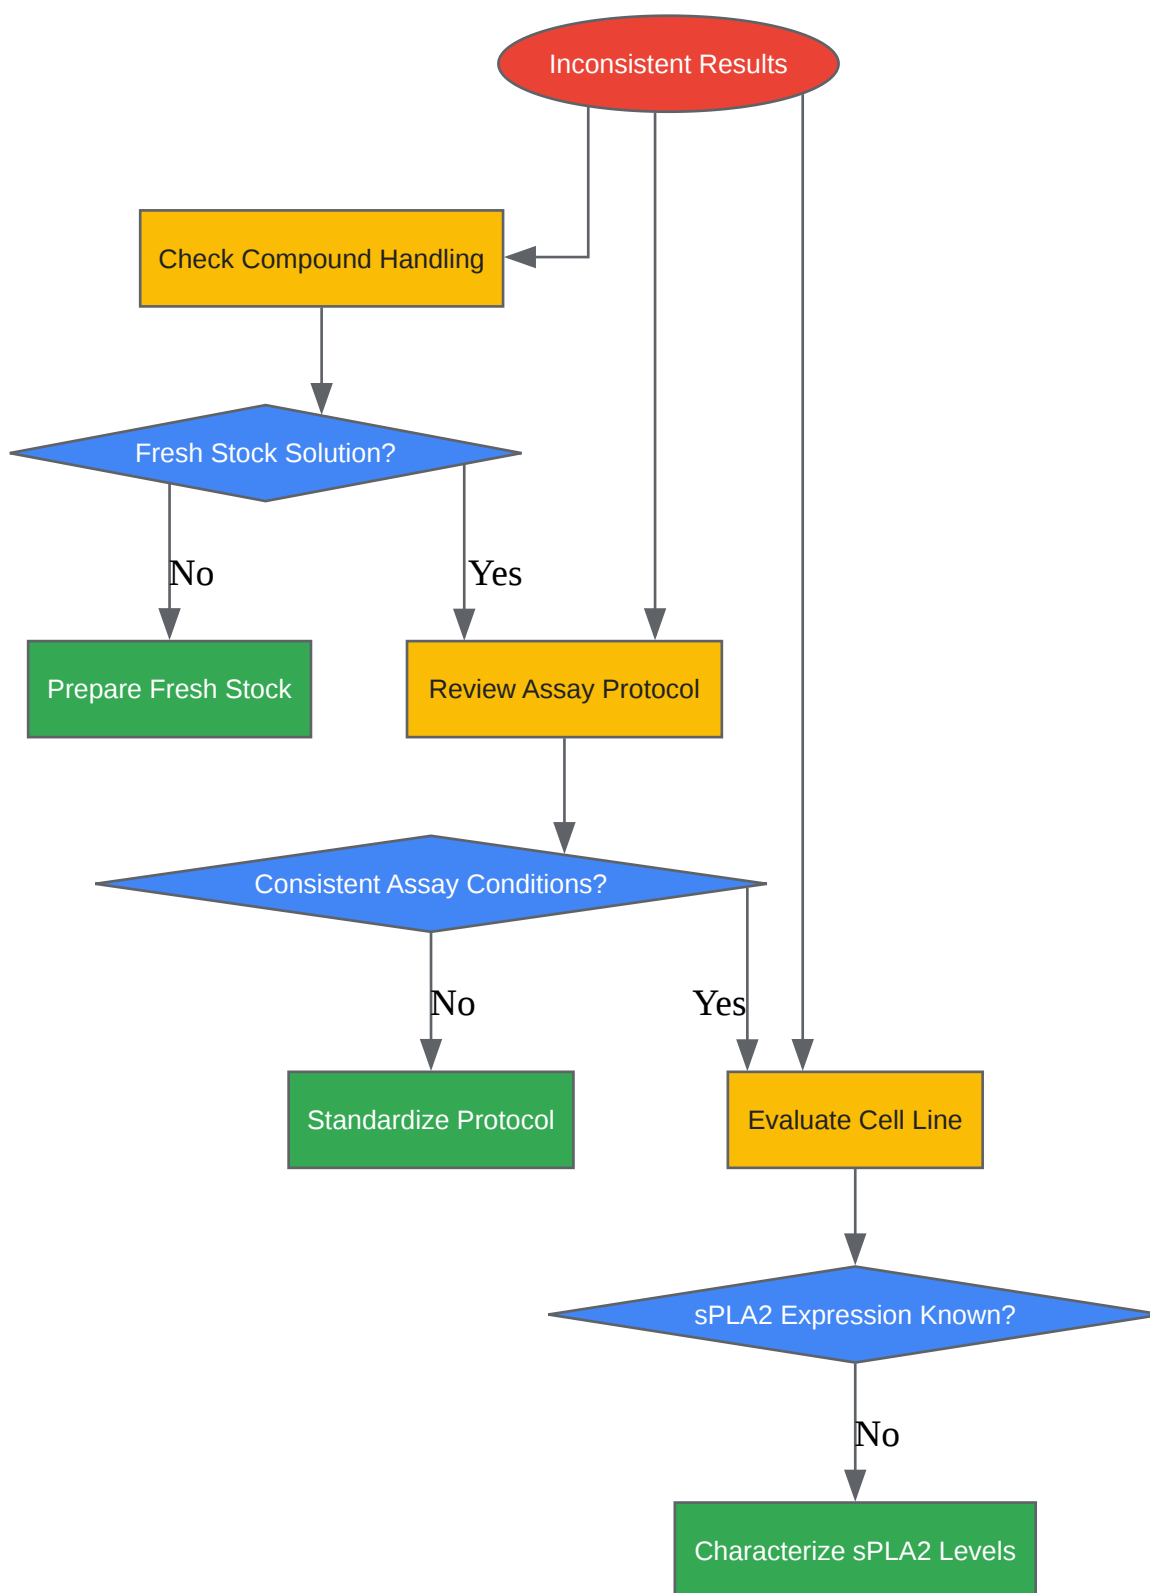 Inconsistent Results
Check Compound Handling
Fresh Stock Solution?
No
Yes
Prepare Fresh Stock
Review Assay Protocol
Consistent Assay Conditions?
No
Yes
Standardize Protocol
Evaluate Cell Line
sPLA2 Expression Known?
No
Characterize sPLA2 Levels